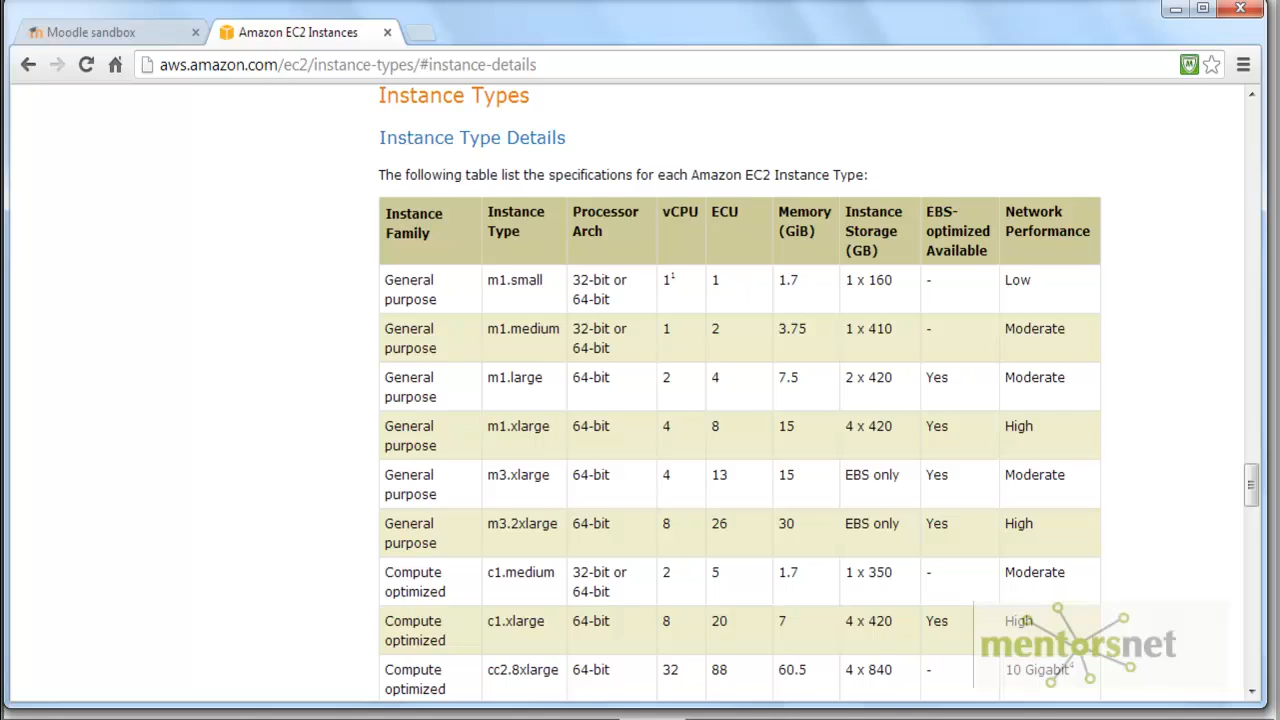 Moodle sandbox
Amazon EC2 Instances
aws.amazon.com/ec2/instance-types/#instance-details
Instance Types
Instance Type Details
The following table list the specifications for each Amazon EC2 Instance Type:
Instance Family Instance Type Processor Arch vCPU ECU Memory (GiB) Instance Storage (GB) EBS-optimized Available Network Performance
General purpose m1.small 32-bit or 64-bit 1¹ 1 1.7 1 x 160 - Low
General purpose m1.medium 32-bit or 64-bit 1 2 3.75 1 x 410 - Moderate
General purpose m1.large 64-bit 2 4 7.5 2 x 420 Yes Moderate
General purpose m1.xlarge 64-bit 4 8 15 4 x 420 Yes High
General purpose m3.xlarge 64-bit 4 13 15 EBS only Yes Moderate
General purpose m3.2xlarge 64-bit 8 26 30 EBS only Yes High
Compute optimized c1.medium 32-bit or 64-bit 2 5 1.7 1 x 350 - Moderate
Compute optimized c1.xlarge 64-bit 8 20 7 4 x 420 Yes High
Compute optimized cc2.8xlarge 64-bit 32 88 60.5 4 x 840 - 10 Gigabit⁴
mentorsnet